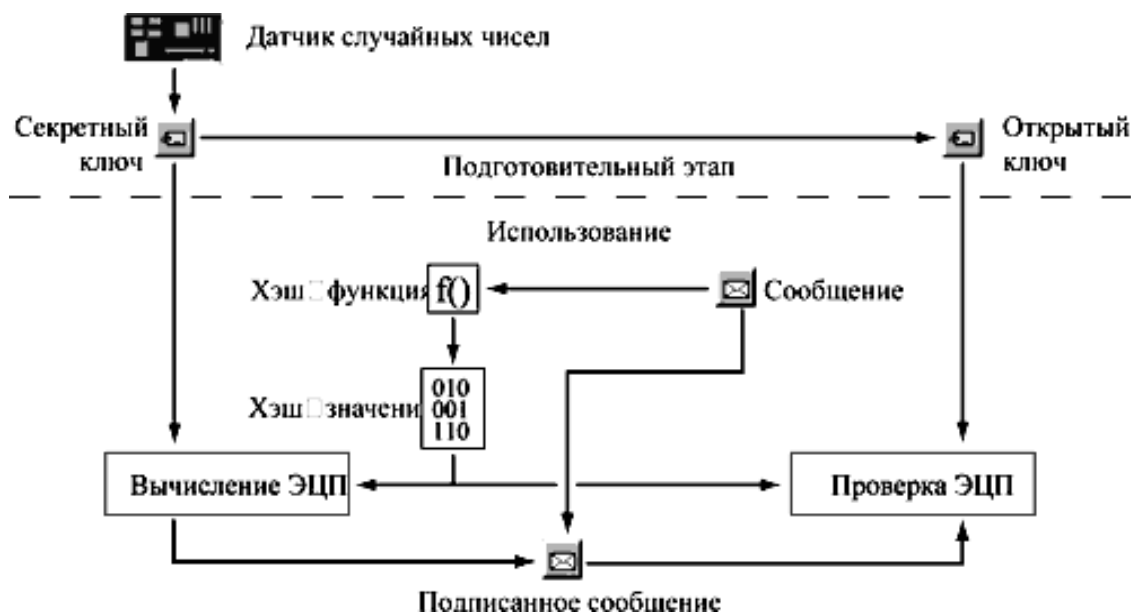 Датчик случайных чисел
Секретный
ключ
Открытый
ключ
Подготовительный этап
Использование
Хэш функция
f()
Сообщение
Хэш значени
010
001
110
Вычисление ЭЦП
Проверка ЭЦП
Подписанное сообщение